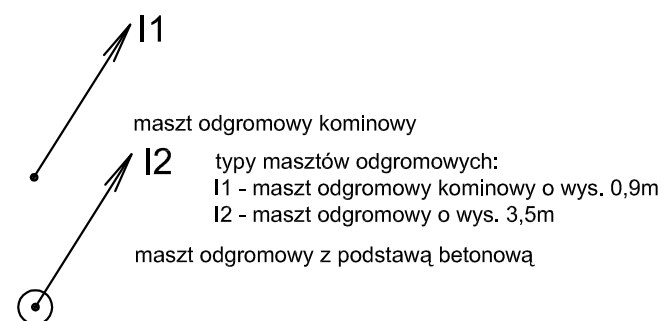 I1
maszt odgromowy kominowy
I2
typy masztów odgromowych:
I1 - maszt odgromowy kominowy o wys. 0,9m
I2 - maszt odgromowy o wys. 3,5m
maszt odgromowy z podstawą betonową